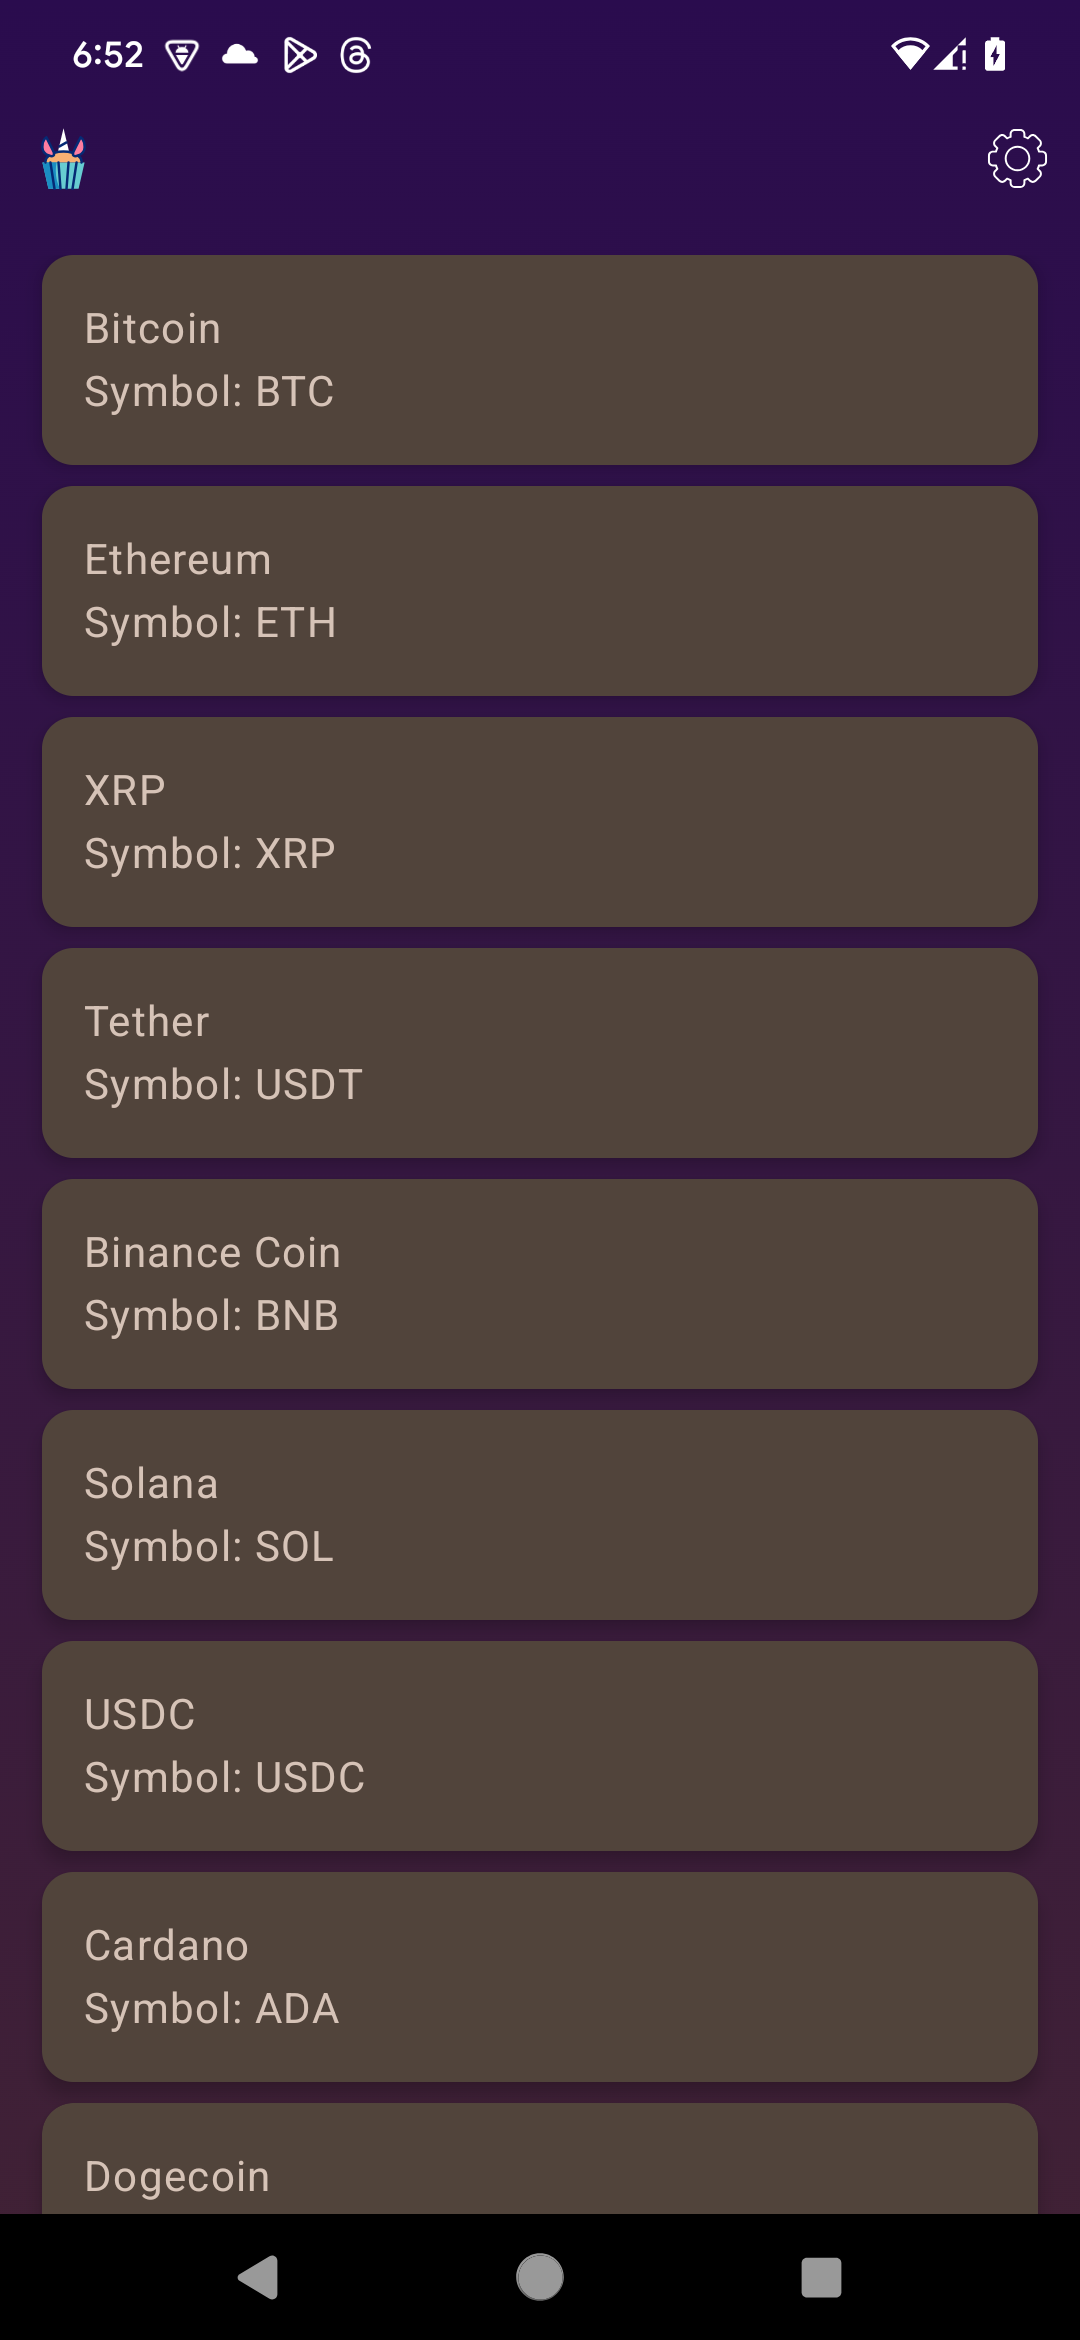 6:52
Bitcoin
Symbol: BTC
Ethereum
Symbol: ETH
XRP
Symbol: XRP
Tether
Symbol: USDT
Binance Coin
Symbol: BNB
Solana
Symbol: SOL
USDC
Symbol: USDC
Cardano
Symbol: ADA
Dogecoin